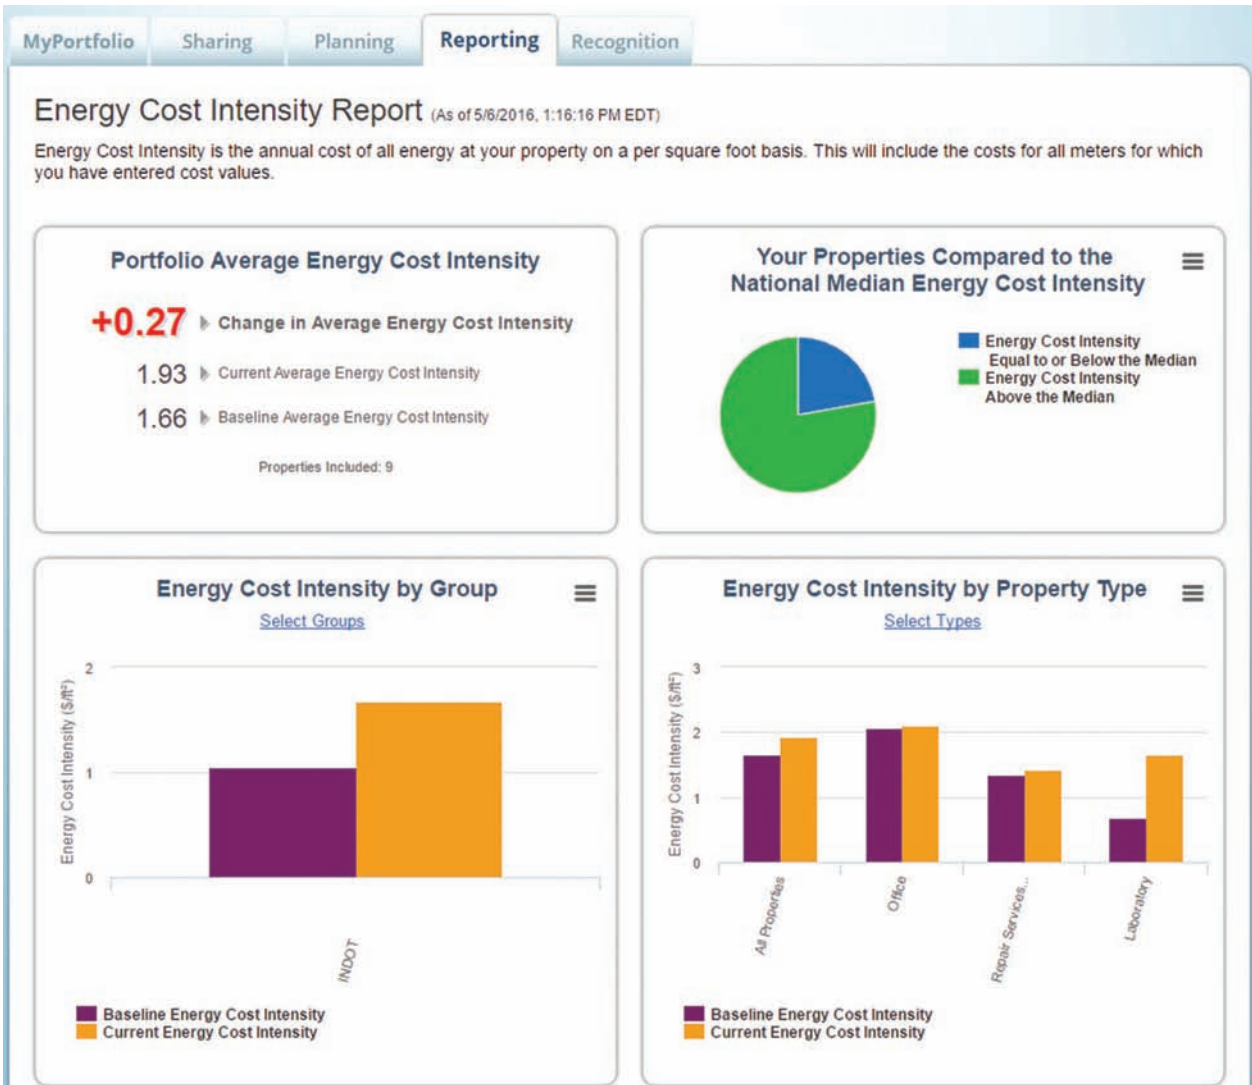 MyPortfolio
Sharing
Planning
Reporting
Recognition
Energy Cost Intensity Report (As of 5/6/2016, 1:16:16 PM EDT)
Energy Cost Intensity is the annual cost of all energy at your property on a per square foot basis. This will include the costs for all meters for which
you have entered cost values.
Portfolio Average Energy Cost Intensity
+0.27 Change in Average Energy Cost Intensity
1.93 Current Average Energy Cost Intensity
1.66 Baseline Average Energy Cost Intensity
Properties Included: 9
Your Properties Compared to the
National Median Energy Cost Intensity
Energy Cost Intensity
Equal to or Below the Median
Energy Cost Intensity
Above the Median
Energy Cost Intensity by Group
Select Groups
Energy Cost Intensity ($/ft²)
2
1
0
INDOT
Baseline Energy Cost Intensity
Current Energy Cost Intensity
Energy Cost Intensity by Property Type
Select Types
Energy Cost Intensity ($/ft²)
3
2
1
0
All Properties
Office
Repair Services...
Laboratory
Baseline Energy Cost Intensity
Current Energy Cost Intensity